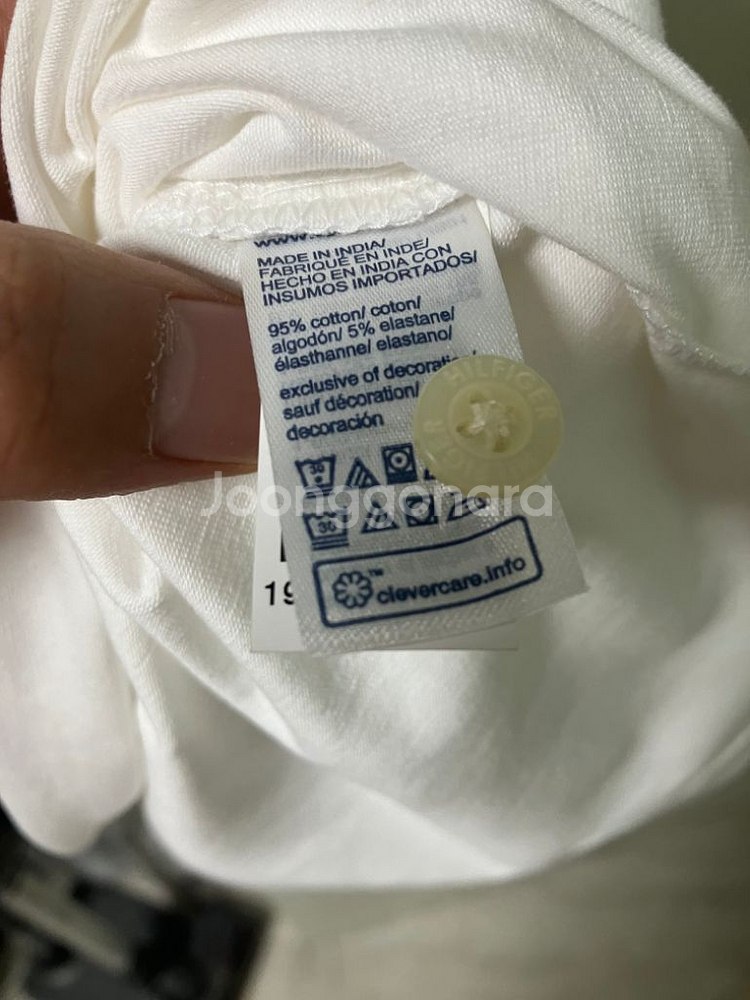 MADE IN INDIA/
FABRIQUÉ EN INDE/
HECHO EN INDIA CON
INSUMOS IMPORTADOS/
95% cotton/ coton/
algodón/ 5% elastane/
élasthanne/ elastano/
exclusive of decoration/
sauf décoration/
decoración
HILFIGER
30
30
Joonggonara
™
clevercare.info
19